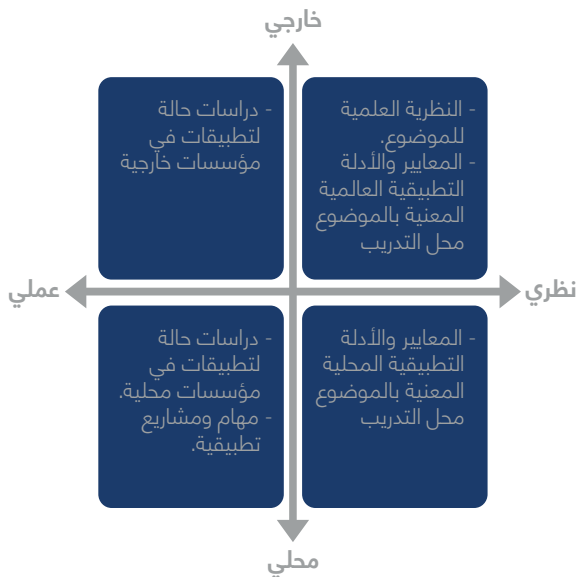 خارجي
- النظرية العلمية
للموضوع.
- المعايير والأدلة
التطبيقية العالمية
المعنية بالموضوع
محل التدريب
- دراسات حالة
لتطبيقات في
مؤسسات خارجية
نظري
عملي
- المعايير والأدلة
التطبيقية المحلية
المعنية بالموضوع
محل التدريب
- دراسات حالة
لتطبيقات في
مؤسسات محلية.
- مهام ومشاريع
تطبيقية.
محلي